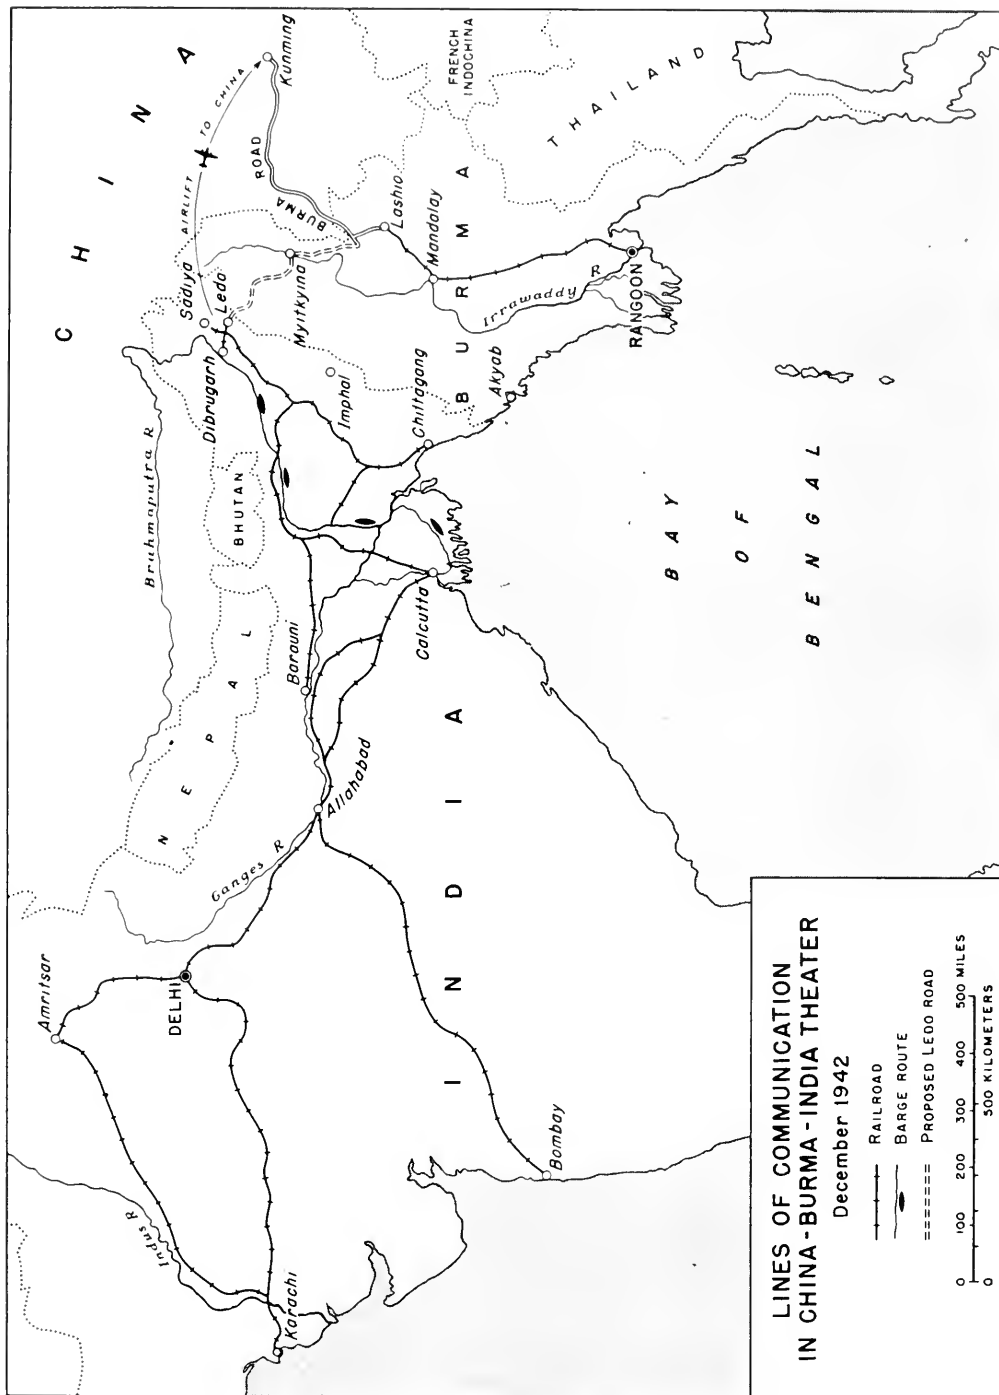 LINES OF COMMUNICATION
IN CHINA-BURMA-INDIA THEATER
December 1942
RAILROAD
BARGE ROUTE
PROPOSED LEDO ROAD
0 100 200 300 400 500 MILES
0 500 KILOMETERS
CHINA
AIRLIFT TO CHINA
Kunming
BURMA ROAD
FRENCH
INDOCHINA
THAILAND
Sadiya
Ledo
Dibrugarh
Myitkyina
Lashio
Mandalay
Imphal
BURMA
Irrawaddy R
RANGOON
Akyab
Chittagang
Bruhmaputra R
BHUTAN
NEPAL
Barauni
Calcutta
Allahabad
Ganges R
Amritsar
DELHI
INDIA
Indus R
Karachi
Bombay
BAY
OF
BENGAL